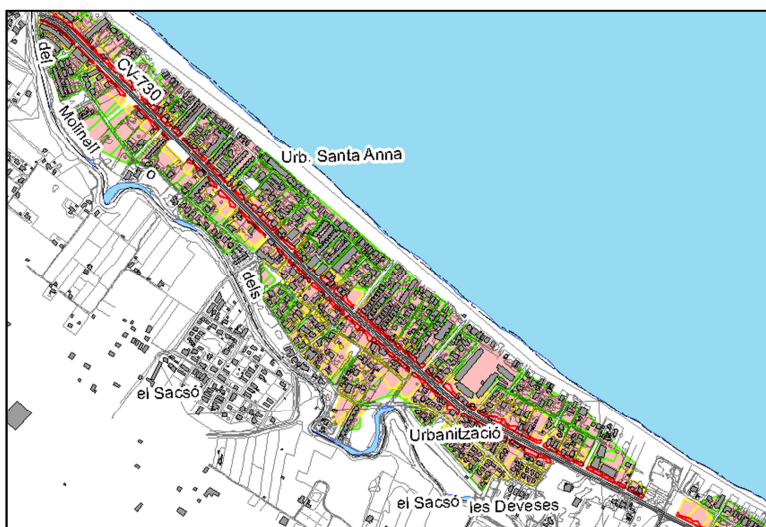 del
Molinell
o
CV-730
Urb. Santa Anna
dels
el Sacsó
Urbanització
el Sacsó - les Deveses